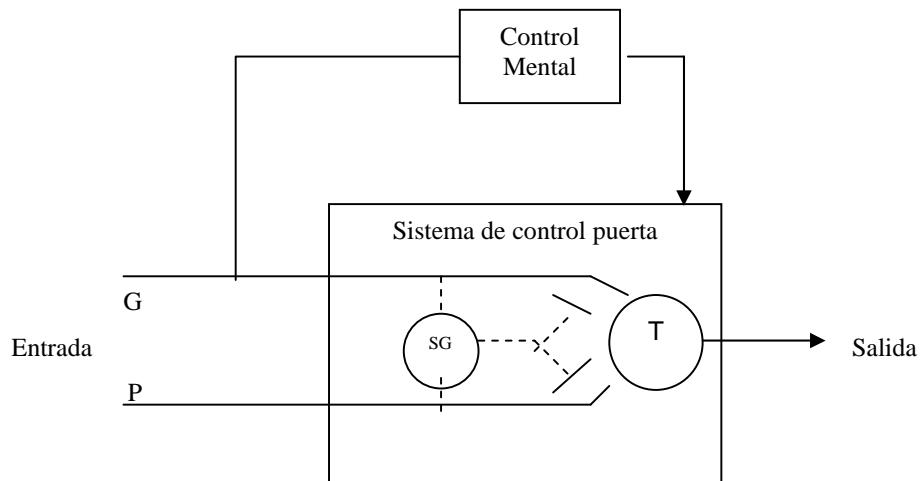 Control
Mental
Sistema de control puerta
G
SG
T
Entrada
Salida
P